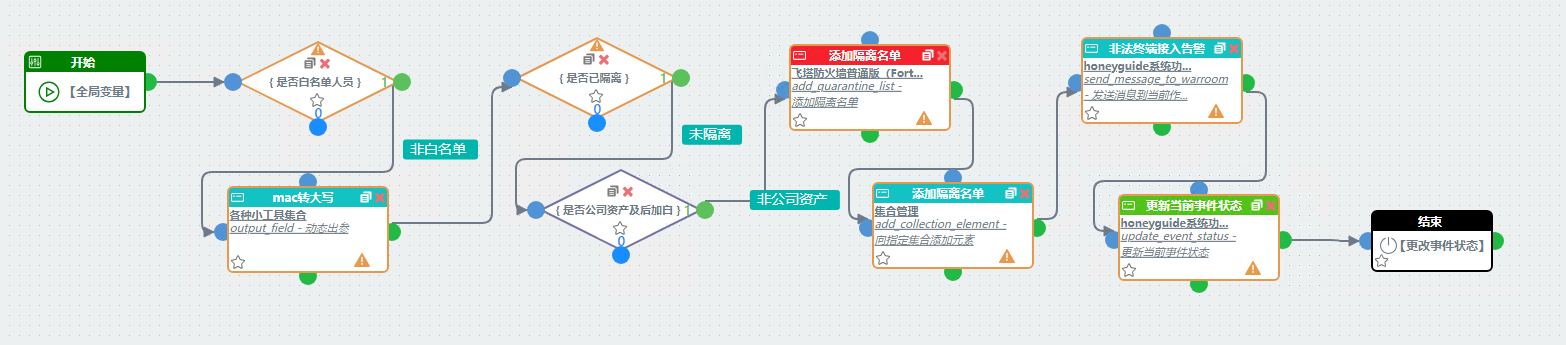 开始
【全局变量】
{ 是否白名单人员 }
1
0
非白名单
mac转大写
各种小工具集合
output_field - 动态出参
{ 是否已隔离 }
1
0
未隔离
{ 是否公司资产及后加白 }
1
0
非公司资产
添加隔离名单
飞塔防火墙普通版（Fort...
add_quarantine_list -
添加隔离名单
添加隔离名单
集合管理
add_collection_element -
向指定集合添加元素
非法终端接入告警
honeyguide系统功...
send_message_to_warroom
- 发送消息到当前作...
更新当前事件状态
honeyguide系统功...
update_event_status -
更新当前事件状态
结束
【更改事件状态】